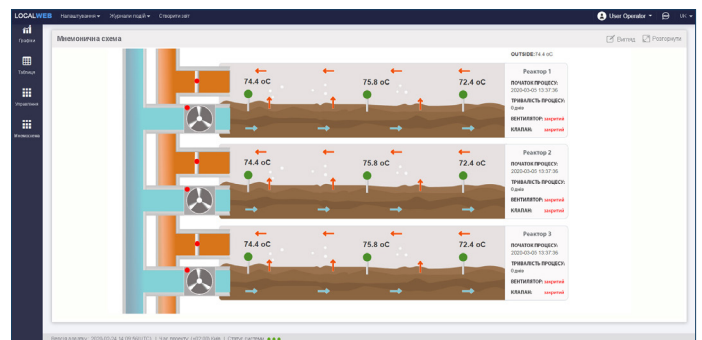 LOCALWEB Налаштування Журнали подій Створити звіт User Operator UK
Графіки
Таблиця
Управління
Мнемосхема
Мнемонічна схема
Вигляд Розгорнути
OUTSIDE:74.4 oC
74.4 oC 75.8 oC 72.4 oC
Реактор 1
ПОЧАТОК ПРОЦЕСУ:
2020-03-05 13:37:36
ТРИВАЛІСТЬ ПРОЦЕСУ:
0 днів
ВЕНТИЛЯТОР: закритий
КЛАПАН: закритий
74.4 oC 75.8 oC 72.4 oC
Реактор 2
ПОЧАТОК ПРОЦЕСУ:
2020-03-05 13:37:36
ТРИВАЛІСТЬ ПРОЦЕСУ:
0 днів
ВЕНТИЛЯТОР: закритий
КЛАПАН: закритий
74.4 oC 75.8 oC 72.4 oC
Реактор 3
ПОЧАТОК ПРОЦЕСУ:
2020-03-05 13:37:36
ТРИВАЛІСТЬ ПРОЦЕСУ:
0 днів
ВЕНТИЛЯТОР: закритий
КЛАПАН: закритий